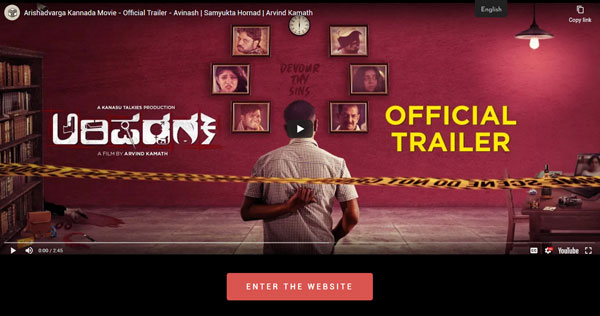 Arishadvarga Kannada Movie - Official Trailer - Avinash | Samyukta Hornad | Arvind Kamath
English
Copy link
DEVOUR
THY
SINS
A KANASU TALKIES PRODUCTION
ಅರಿಷಡ್ವರ್ಗ
A FILM BY ARVIND KAMATH
OFFICIAL
TRAILER
0:00 / 2:45
CC
YouTube
ENTER THE WEBSITE